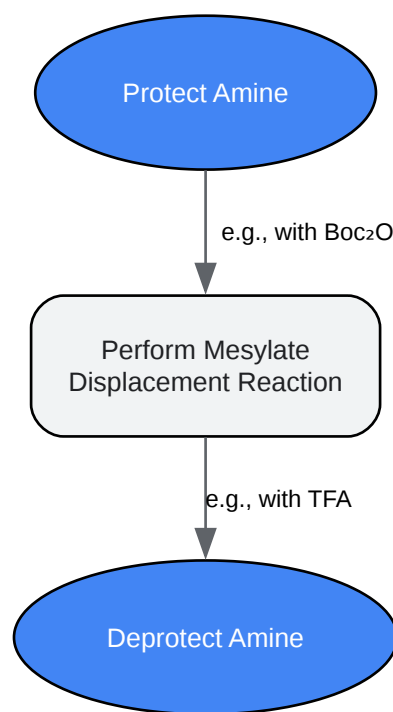 Protect Amine
e.g., with Boc₂O
Perform Mesylate
Displacement Reaction
e.g., with TFA
Deprotect Amine